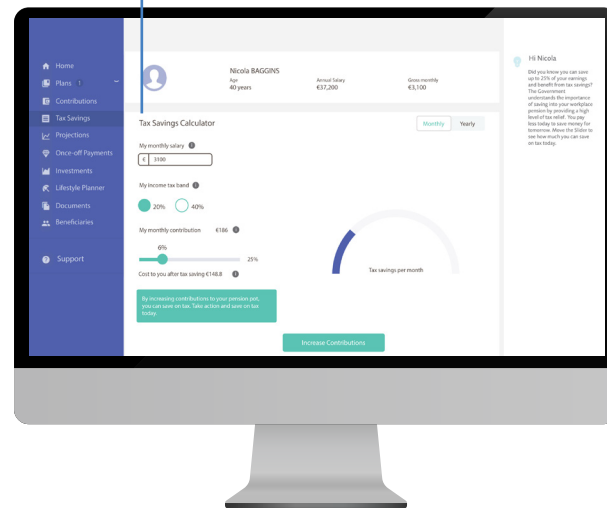 Home
Plans 1
Contributions
Tax Savings
Projections
Once-off Payments
Investments
Lifestyle Planner
Documents
Beneficiaries
Support
Nicola BAGGINS
Age
40 years
Annual Salary
€37,200
Gross monthly
€3,100
Tax Savings Calculator
Monthly Yearly
My monthly salary
€ 3100
My income tax band
20% 40%
My monthly contribution €186
6%
25%
Cost to you after tax saving €148.8
By increasing contributions to your pension pot,
you can save on tax. Take action and save on tax
today.
Tax savings per month
Increase Contributions
Hi Nicola
Did you know you can save
up to 25% of your earnings
and benefit from tax savings?
The Government
understands the importance
of saving into your workplace
pension by providing a high
level of tax relief. You pay
less today to save money for
tomorrow. Move the Slider to
see how much you can save
on tax today.